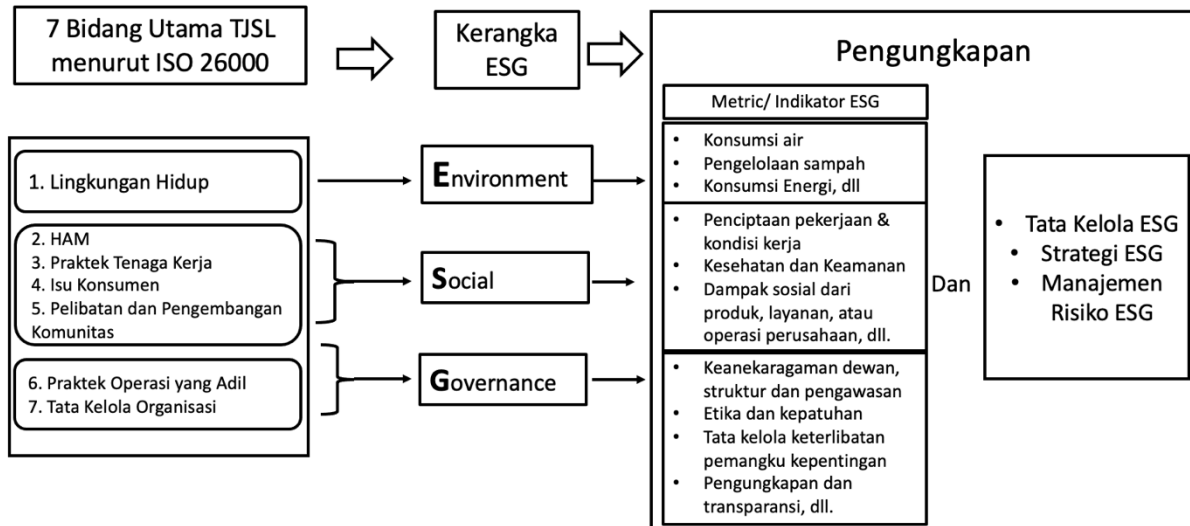 7 Bidang Utama TJSL
menurut ISO 26000
Kerangka
ESG
Pengungkapan
Metric/ Indikator ESG
1. Lingkungan Hidup
2. HAM
3. Praktek Tenaga Kerja
4. Isu Konsumen
5. Pelibatan dan Pengembangan
Komunitas
6. Praktek Operasi yang Adil
7. Tata Kelola Organisasi
Environment
Social
Governance
• Konsumsi air
• Pengelolaan sampah
• Konsumsi Energi, dll
• Penciptaan pekerjaan &
kondisi kerja
• Kesehatan dan Keamanan
• Dampak sosial dari
produk, layanan, atau
operasi perusahaan, dll.
• Keanekaragaman dewan,
struktur dan pengawasan
• Etika dan kepatuhan
• Tata kelola keterlibatan
pemangku kepentingan
• Pengungkapan dan
transparansi, dll.
Dan
• Tata Kelola ESG
• Strategi ESG
• Manajemen
Risiko ESG